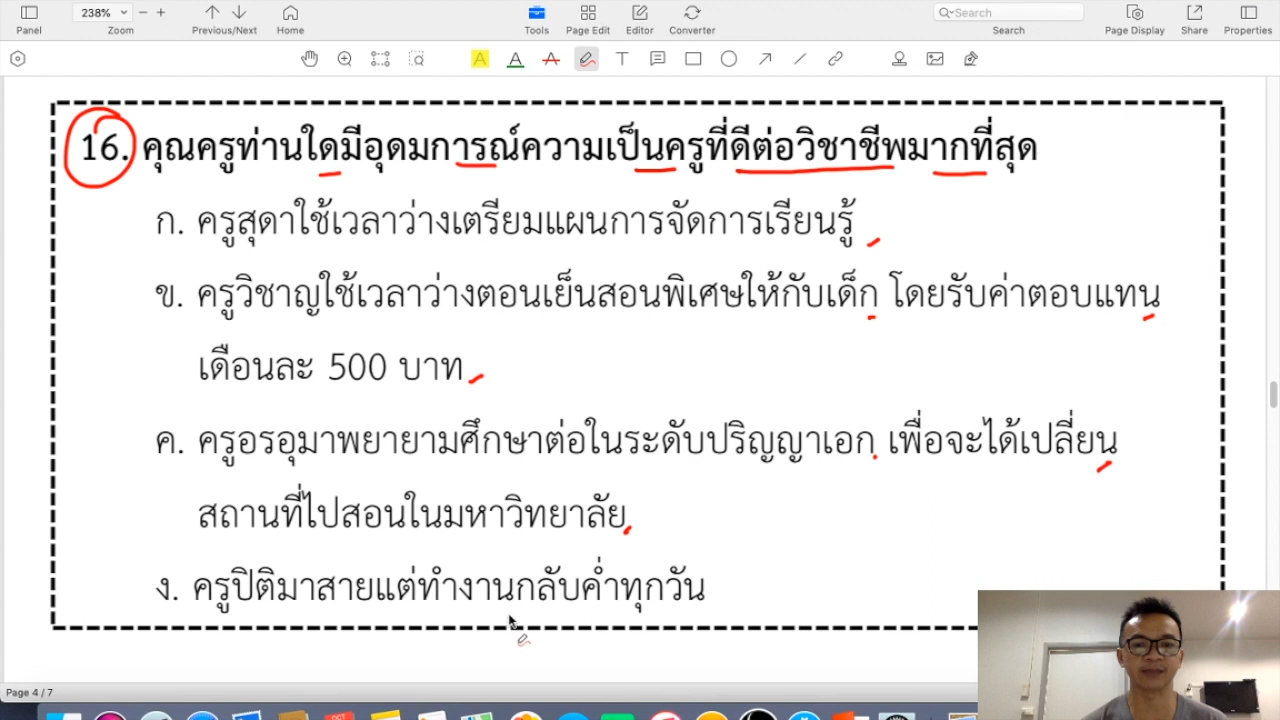 238%
Search
Panel
Zoom
Previous/Next
Home
Tools
Page Edit
Editor
Converter
Search
Page Display
Share
Properties
16. คุณครูท่านใดมีอุดมการณ์ความเป็นครูที่ดีต่อวิชาชีพมากที่สุด
ก. ครูสุดาใช้เวลาว่างเตรียมแผนการจัดการเรียนรู้
ข. ครูวิชาญใช้เวลาว่างตอนเย็นสอนพิเศษให้กับเด็ก โดยรับค่าตอบแทน
เดือนละ 500 บาท
ค. ครูอรอุมาพยายามศึกษาต่อในระดับปริญญาเอก เพื่อจะได้เปลี่ยน
สถานที่ไปสอนในมหาวิทยาลัย
ง. ครูปิติมาสายแต่ทำงานกลับค่ำทุกวัน
Page 4 / 7
OCT